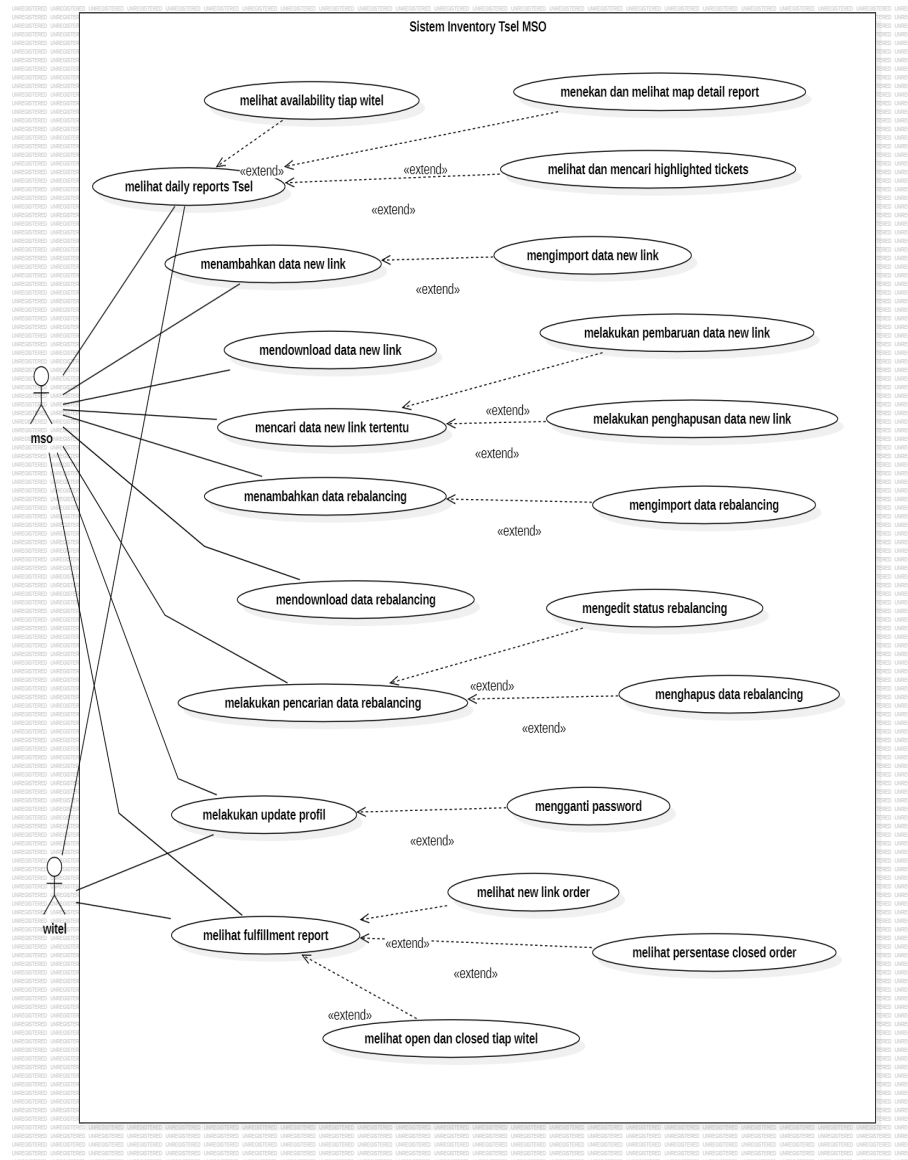 Sistem Inventory Tsel MSO
melihat availability tiap witel
menekan dan melihat map detail report
«extend»
«extend»
melihat dan mencari highlighted tickets
melihat daily reports Tsel
«extend»
menambahkan data new link
mengimport data new link
«extend»
mendownload data new link
melakukan pembaruan data new link
«extend»
mencari data new link tertentu
melakukan penghapusan data new link
mso
«extend»
menambahkan data rebalancing
mengimport data rebalancing
«extend»
mendownload data rebalancing
mengedit status rebalancing
«extend»
melakukan pencarian data rebalancing
menghapus data rebalancing
«extend»
melakukan update profil
mengganti password
«extend»
melihat new link order
witel
melihat fulfillment report
«extend»
melihat persentase closed order
«extend»
«extend»
melihat open dan closed tiap witel
UNREGISTERED